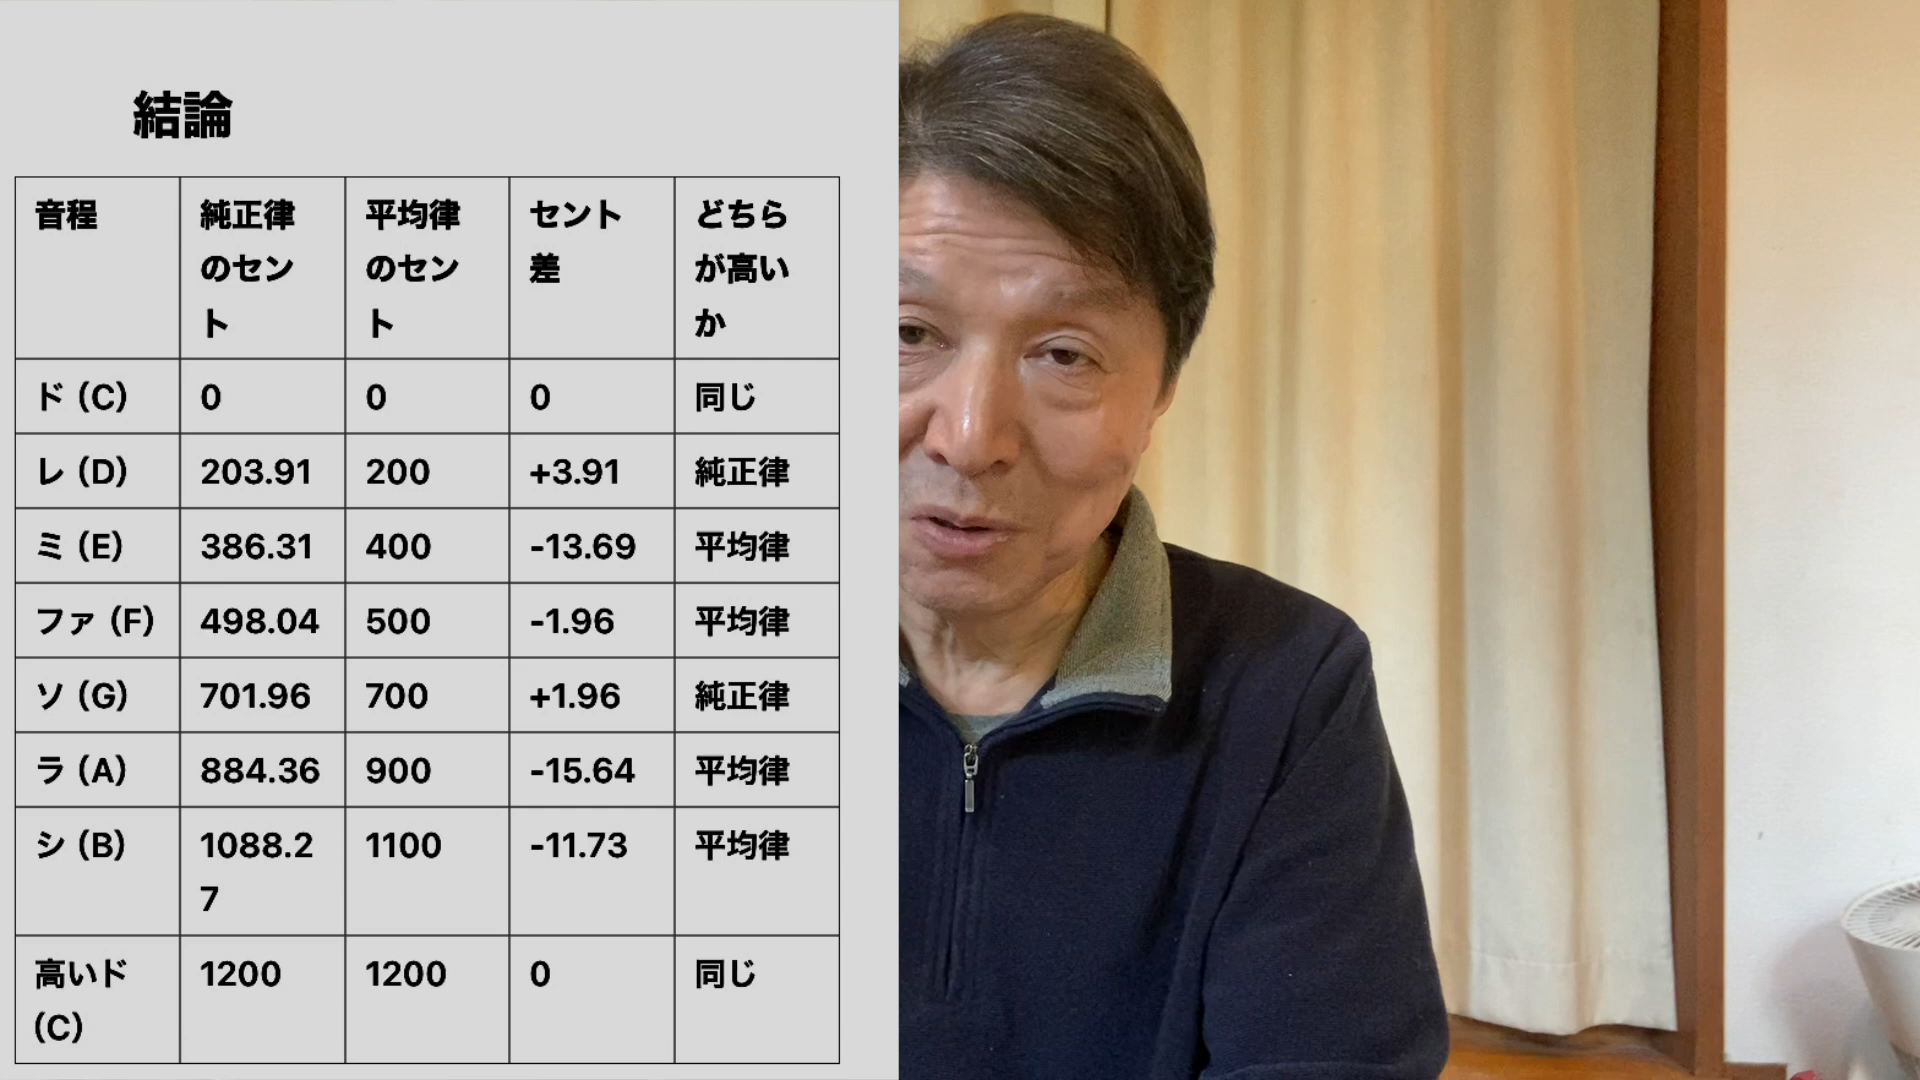 結論
音程 純正律のセント 平均律のセント セント差 どちらが高いか
ド（C） 0 0 0 同じ
レ（D） 203.91 200 +3.91 純正律
ミ（E） 386.31 400 -13.69 平均律
ファ（F） 498.04 500 -1.96 平均律
ソ（G） 701.96 700 +1.96 純正律
ラ（A） 884.36 900 -15.64 平均律
シ（B） 1088.27 1100 -11.73 平均律
高いド（C） 1200 1200 0 同じ